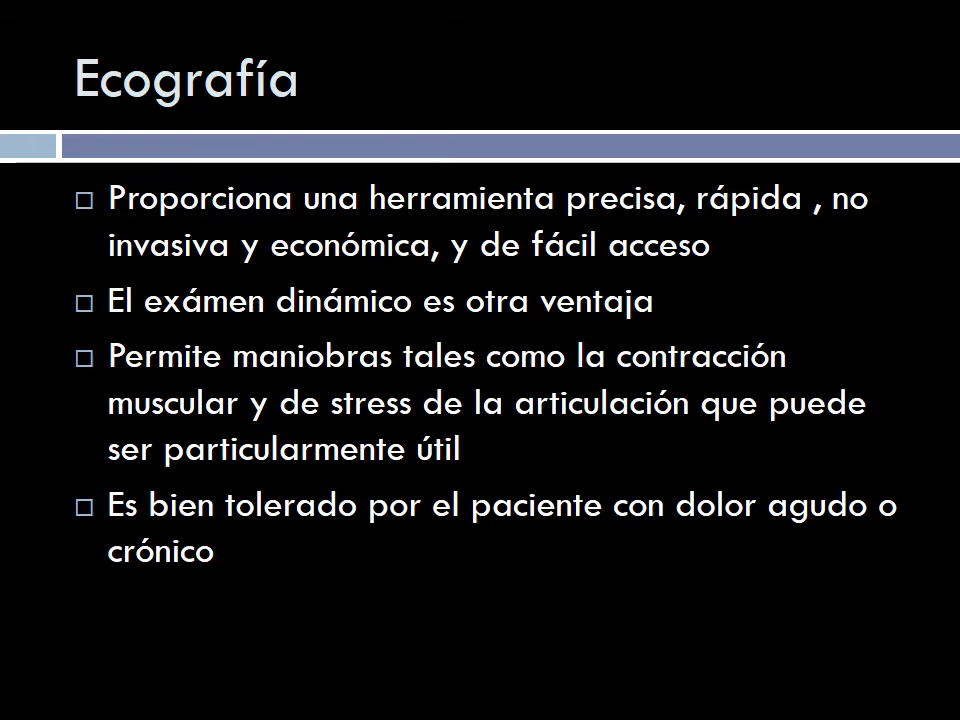 Ecografía
Proporciona una herramienta precisa, rápida , no
invasiva y económica, y de fácil acceso
El exámen dinámico es otra ventaja
Permite maniobras tales como la contracción
muscular y de stress de la articulación que puede
ser particularmente útil
Es bien tolerado por el paciente con dolor agudo o
crónico